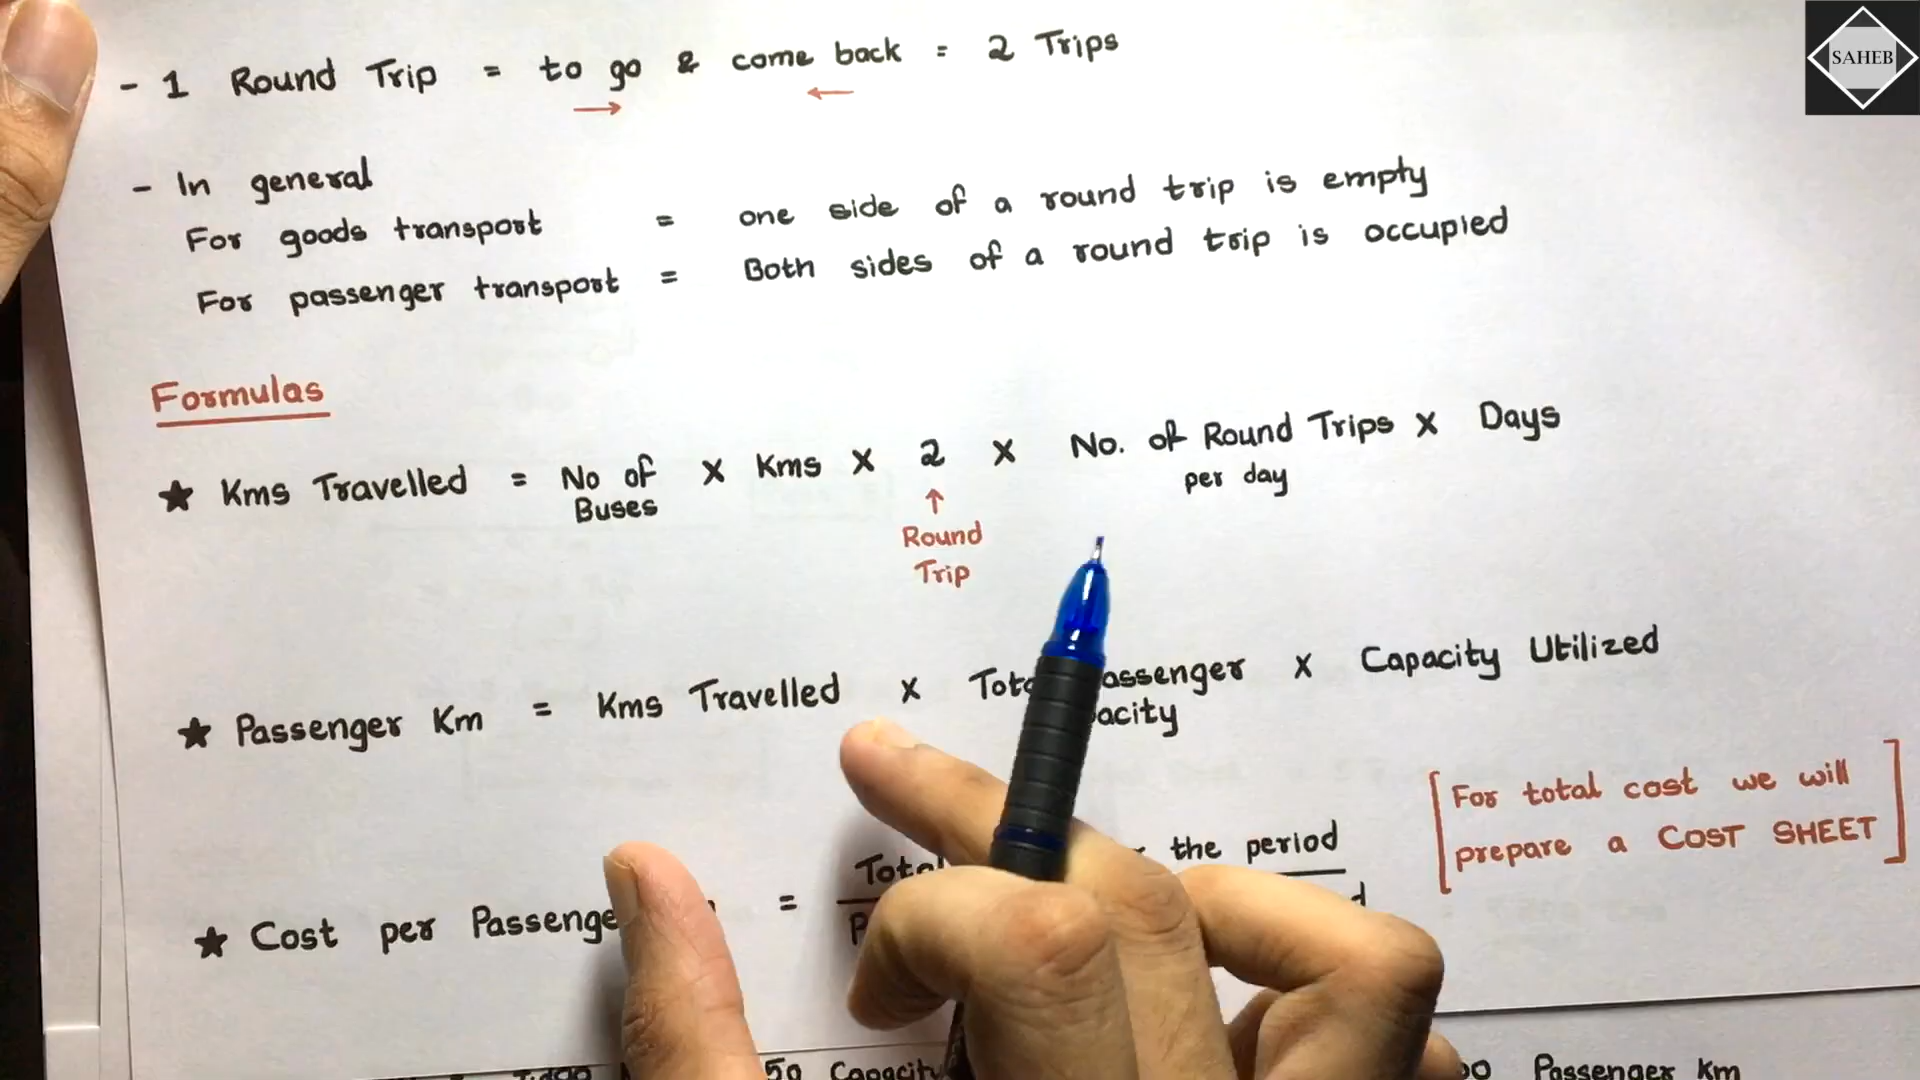 SAHEB
- 1 Round Trip = to go & come back = 2 Trips
- In general
For goods transport = one side of a round trip is empty
For passenger transport = Both sides of a round trip is occupied
Formulas
★ Kms Travelled = No of Buses × Kms × 2 × No. of Round Trips per day × Days
↑
Round
Trip
★ Passenger Km = Kms Travelled × Passenger × Capacity Utilized
★ Cost per = the period
[For total cost we will
prepare a COST SHEET]
50 Capacity Passenger Km